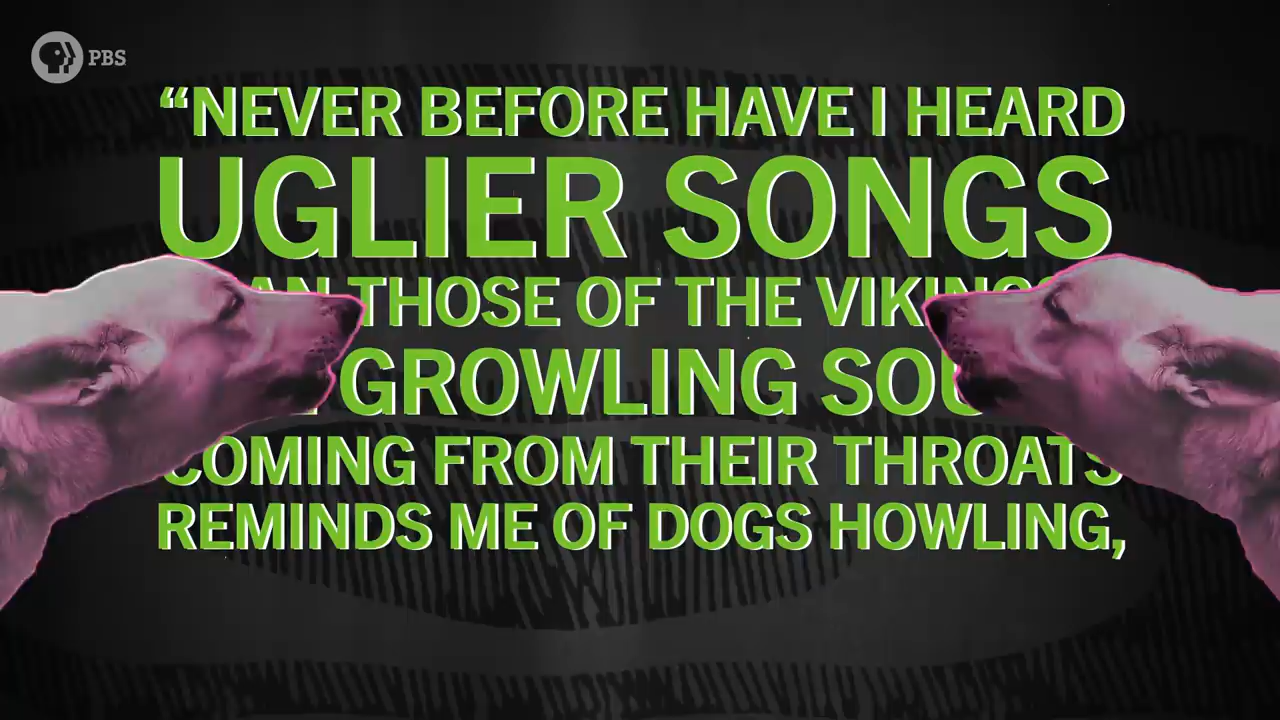 PBS
“NEVER BEFORE HAVE I HEARD
UGLIER SONGS
THOSE OF THE
GROWLING
COMING FROM THEIR THROATS
REMINDS ME OF DOGS HOWLING,